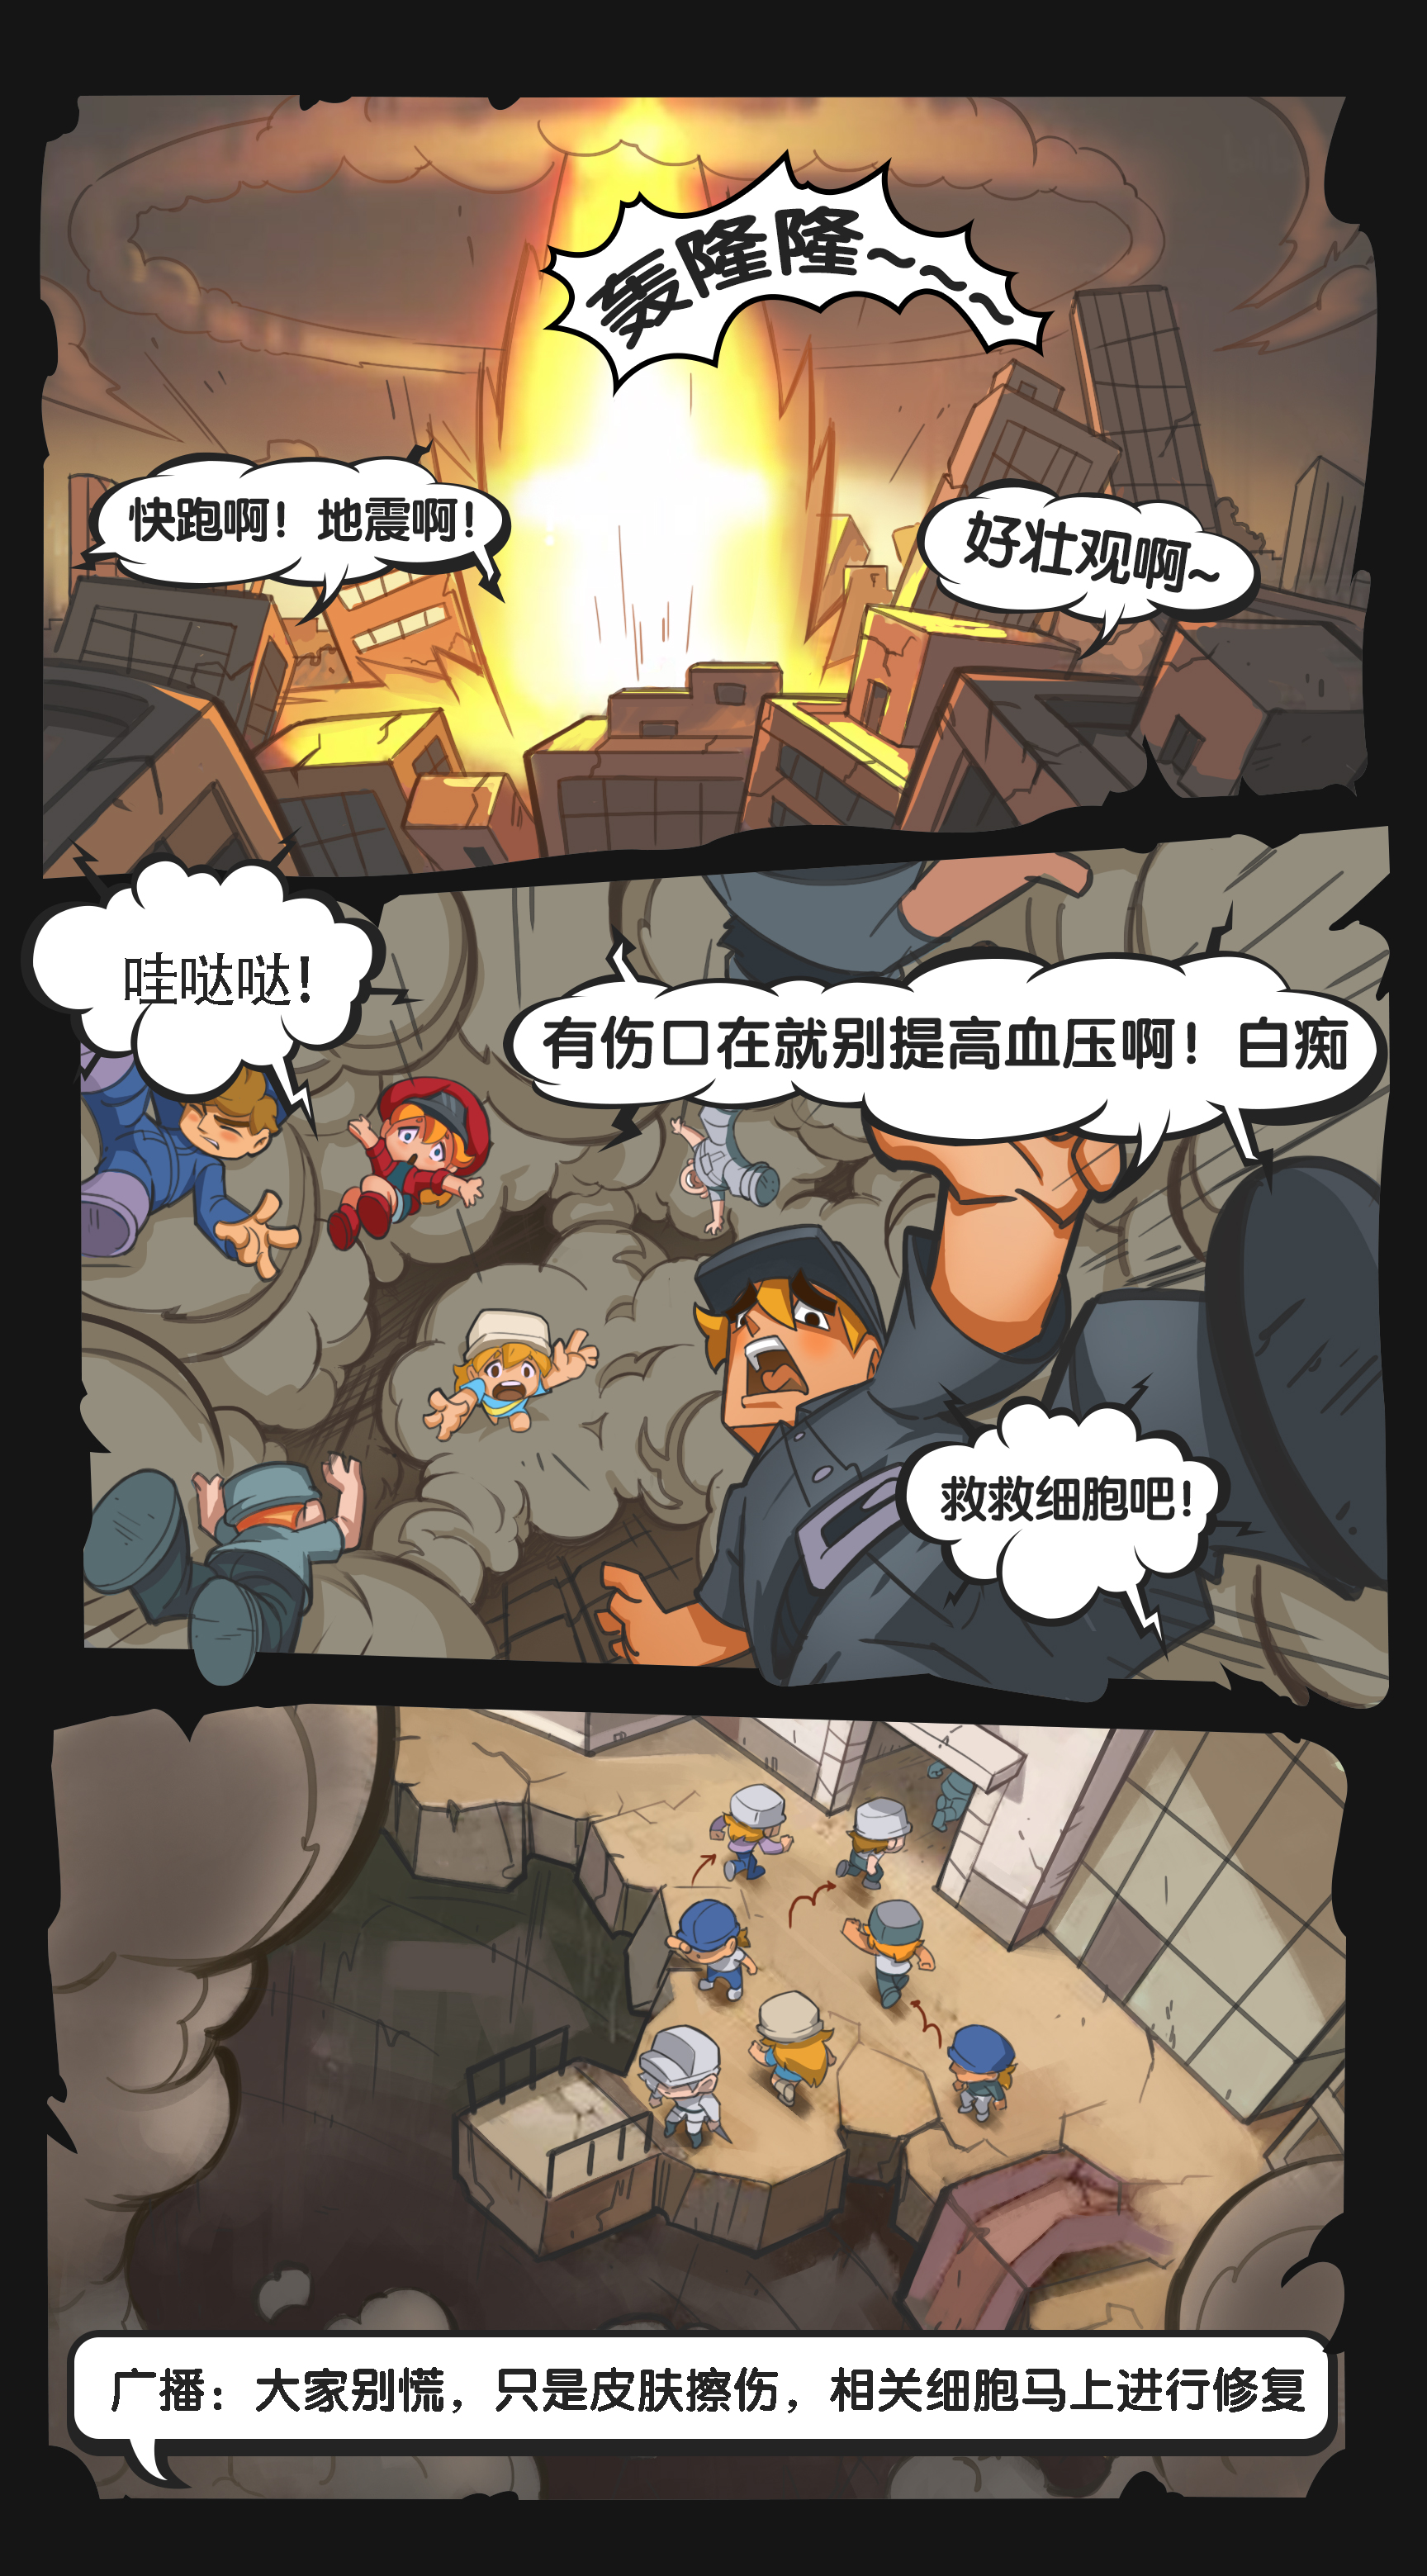 轰隆隆~~~
快跑啊！地震啊！
好壮观啊~
哇哒哒！
有伤口在就别提高血压啊！白痴
救救细胞吧！
广播：大家别慌，只是皮肤擦伤，相关细胞马上进行修复